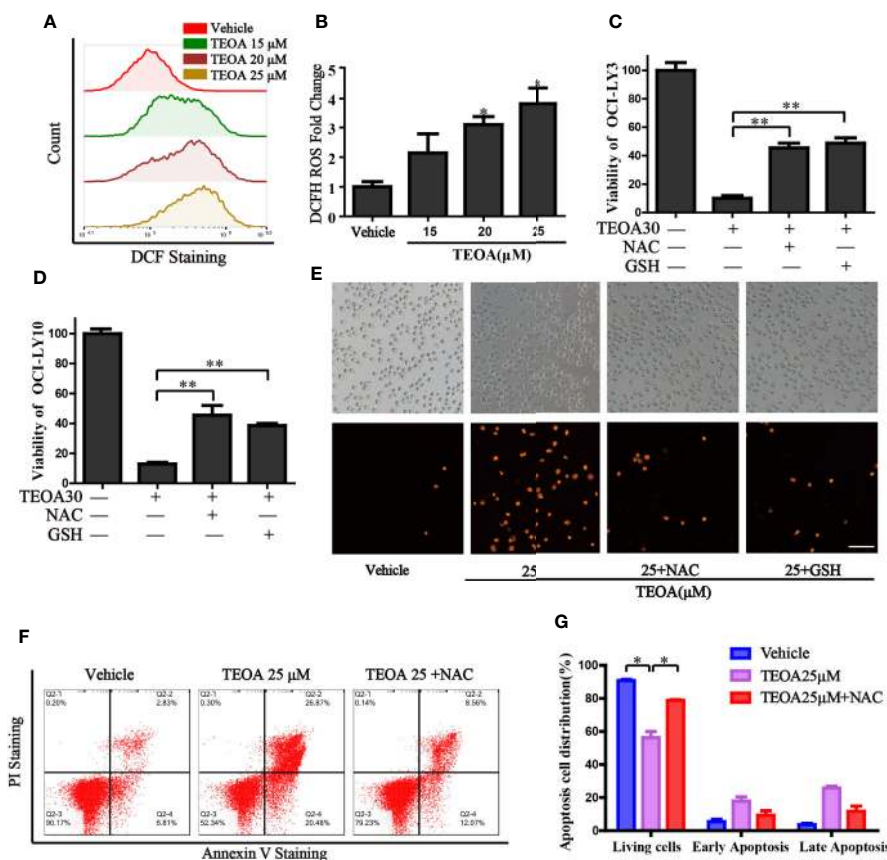 A
Vehicle
TEOA 15 μM
TEOA 20 μM
TEOA 25 μM
Count
DCF Staining
B
DCFH ROS Fold Change
5
4
3
2
1
0
* *
Vehicle 15 20 25
TEOA(μM)
C
Viability of OCI-LY3
120
100
80
60
40
20
0
**
**
TEOA30 — + + +
NAC — — + —
GSH — — — +
D
Viability of OCI-LY10
100
80
60
40
20
0
**
**
TEOA30 — + + +
NAC — — + —
GSH — — — +
E
Vehicle 25 25+NAC 25+GSH
TEOA(μM)
F
Vehicle TEOA 25 μM TEOA 25 +NAC
PI Staining
Q2-1 Q2-2 Q2-1 Q2-2 Q2-1 Q2-2
0.20% 2.83% 0.30% 26.87% 0.14% 8.56%
Q2-3 Q2-4 Q2-3 Q2-4 Q2-3 Q2-4
52.34% 20.48% 79.23% 12.07%
Annexin V Staining
G
Vehicle
TEOA25μM
TEOA25μM+NAC
Apoptosis cell distribution(%)
100
80
60
40
20
0
* *
Living cells Early Apoptosis Late Apoptosis